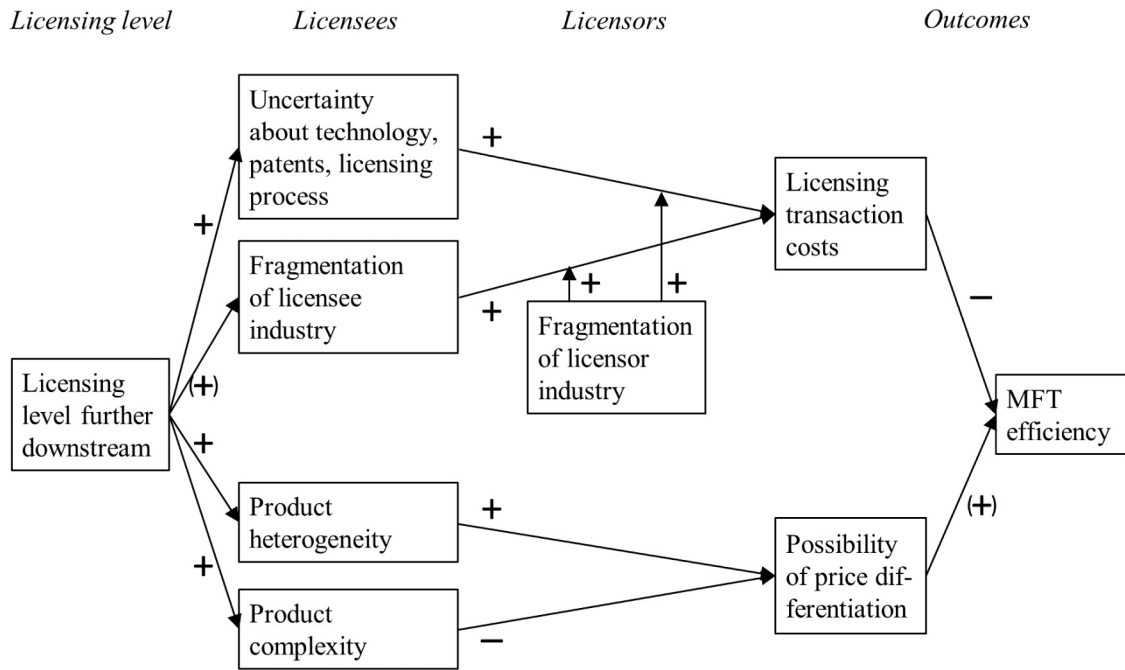 Licensing level
Licensees
Licensors
Outcomes
Uncertainty
about technology,
patents, licensing
process
+
+
Fragmentation
of licensee
industry
+
(+)
Fragmentation
of licensor
industry
+
+
Licensing
transaction
costs
−
Licensing
level further
downstream
+
+
Product
heterogeneity
+
Product
complexity
−
Possibility
of price dif-
ferentiation
(+)
MFT
efficiency